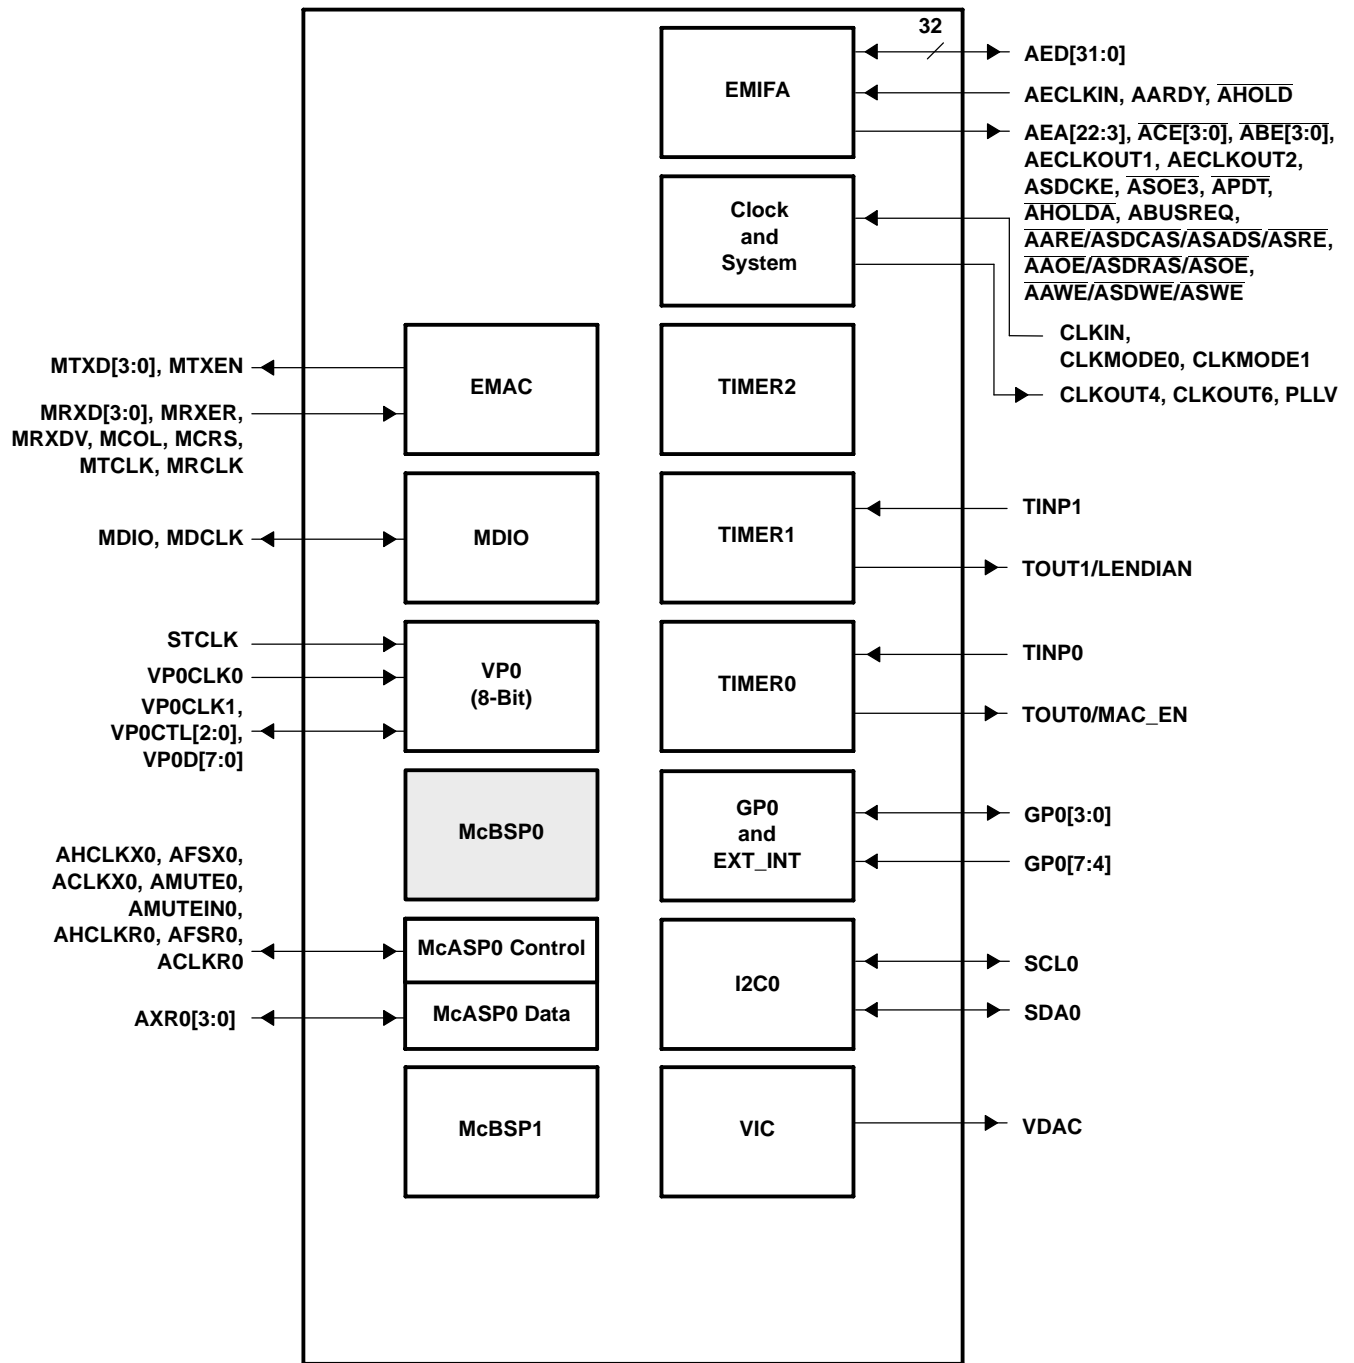 32
EMIFA
AED[31:0]
AECLKIN, AARDY, AHOLD
AEA[22:3], ACE[3:0], ABE[3:0],
AECLKOUT1, AECLKOUT2,
ASDCKE, ASOE3, APDT,
AHOLDA, ABUSREQ,
AARE/ASDCAS/ASADS/ASRE,
AAOE/ASDRAS/ASOE,
AAWE/ASDWE/ASWE
Clock
and
System
CLKIN,
CLKMODE0, CLKMODE1
CLKOUT4, CLKOUT6, PLLV
MTXD[3:0], MTXEN
MRXD[3:0], MRXER,
MRXDV, MCOL, MCRS,
MTCLK, MRCLK
EMAC
TIMER2
MDIO, MDCLK
MDIO
TIMER1
TINP1
TOUT1/LENDIAN
STCLK
VP0CLK0
VP0CLK1,
VP0CTL[2:0],
VP0D[7:0]
VP0
(8-Bit)
TIMER0
TINP0
TOUT0/MAC_EN
McBSP0
GP0
and
EXT_INT
GP0[3:0]
GP0[7:4]
AHCLKX0, AFSX0,
ACLKX0, AMUTE0,
AMUTEIN0,
AHCLKR0, AFSR0,
ACLKR0
McASP0 Control
AXR0[3:0]
McASP0 Data
I2C0
SCL0
SDA0
McBSP1
VIC
VDAC